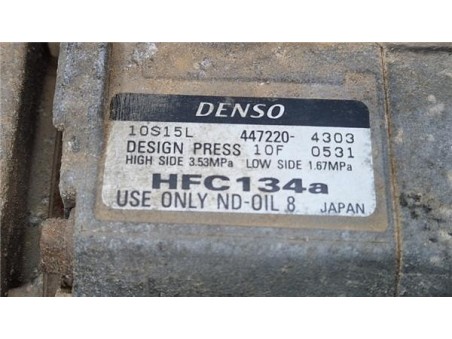 DENSO
10S15L 447220- 4303
DESIGN PRESS 10F 0531
HIGH SIDE 3.53MPa LOW SIDE 1.67MPa
HFC134a
USE ONLY ND-OIL 8 JAPAN